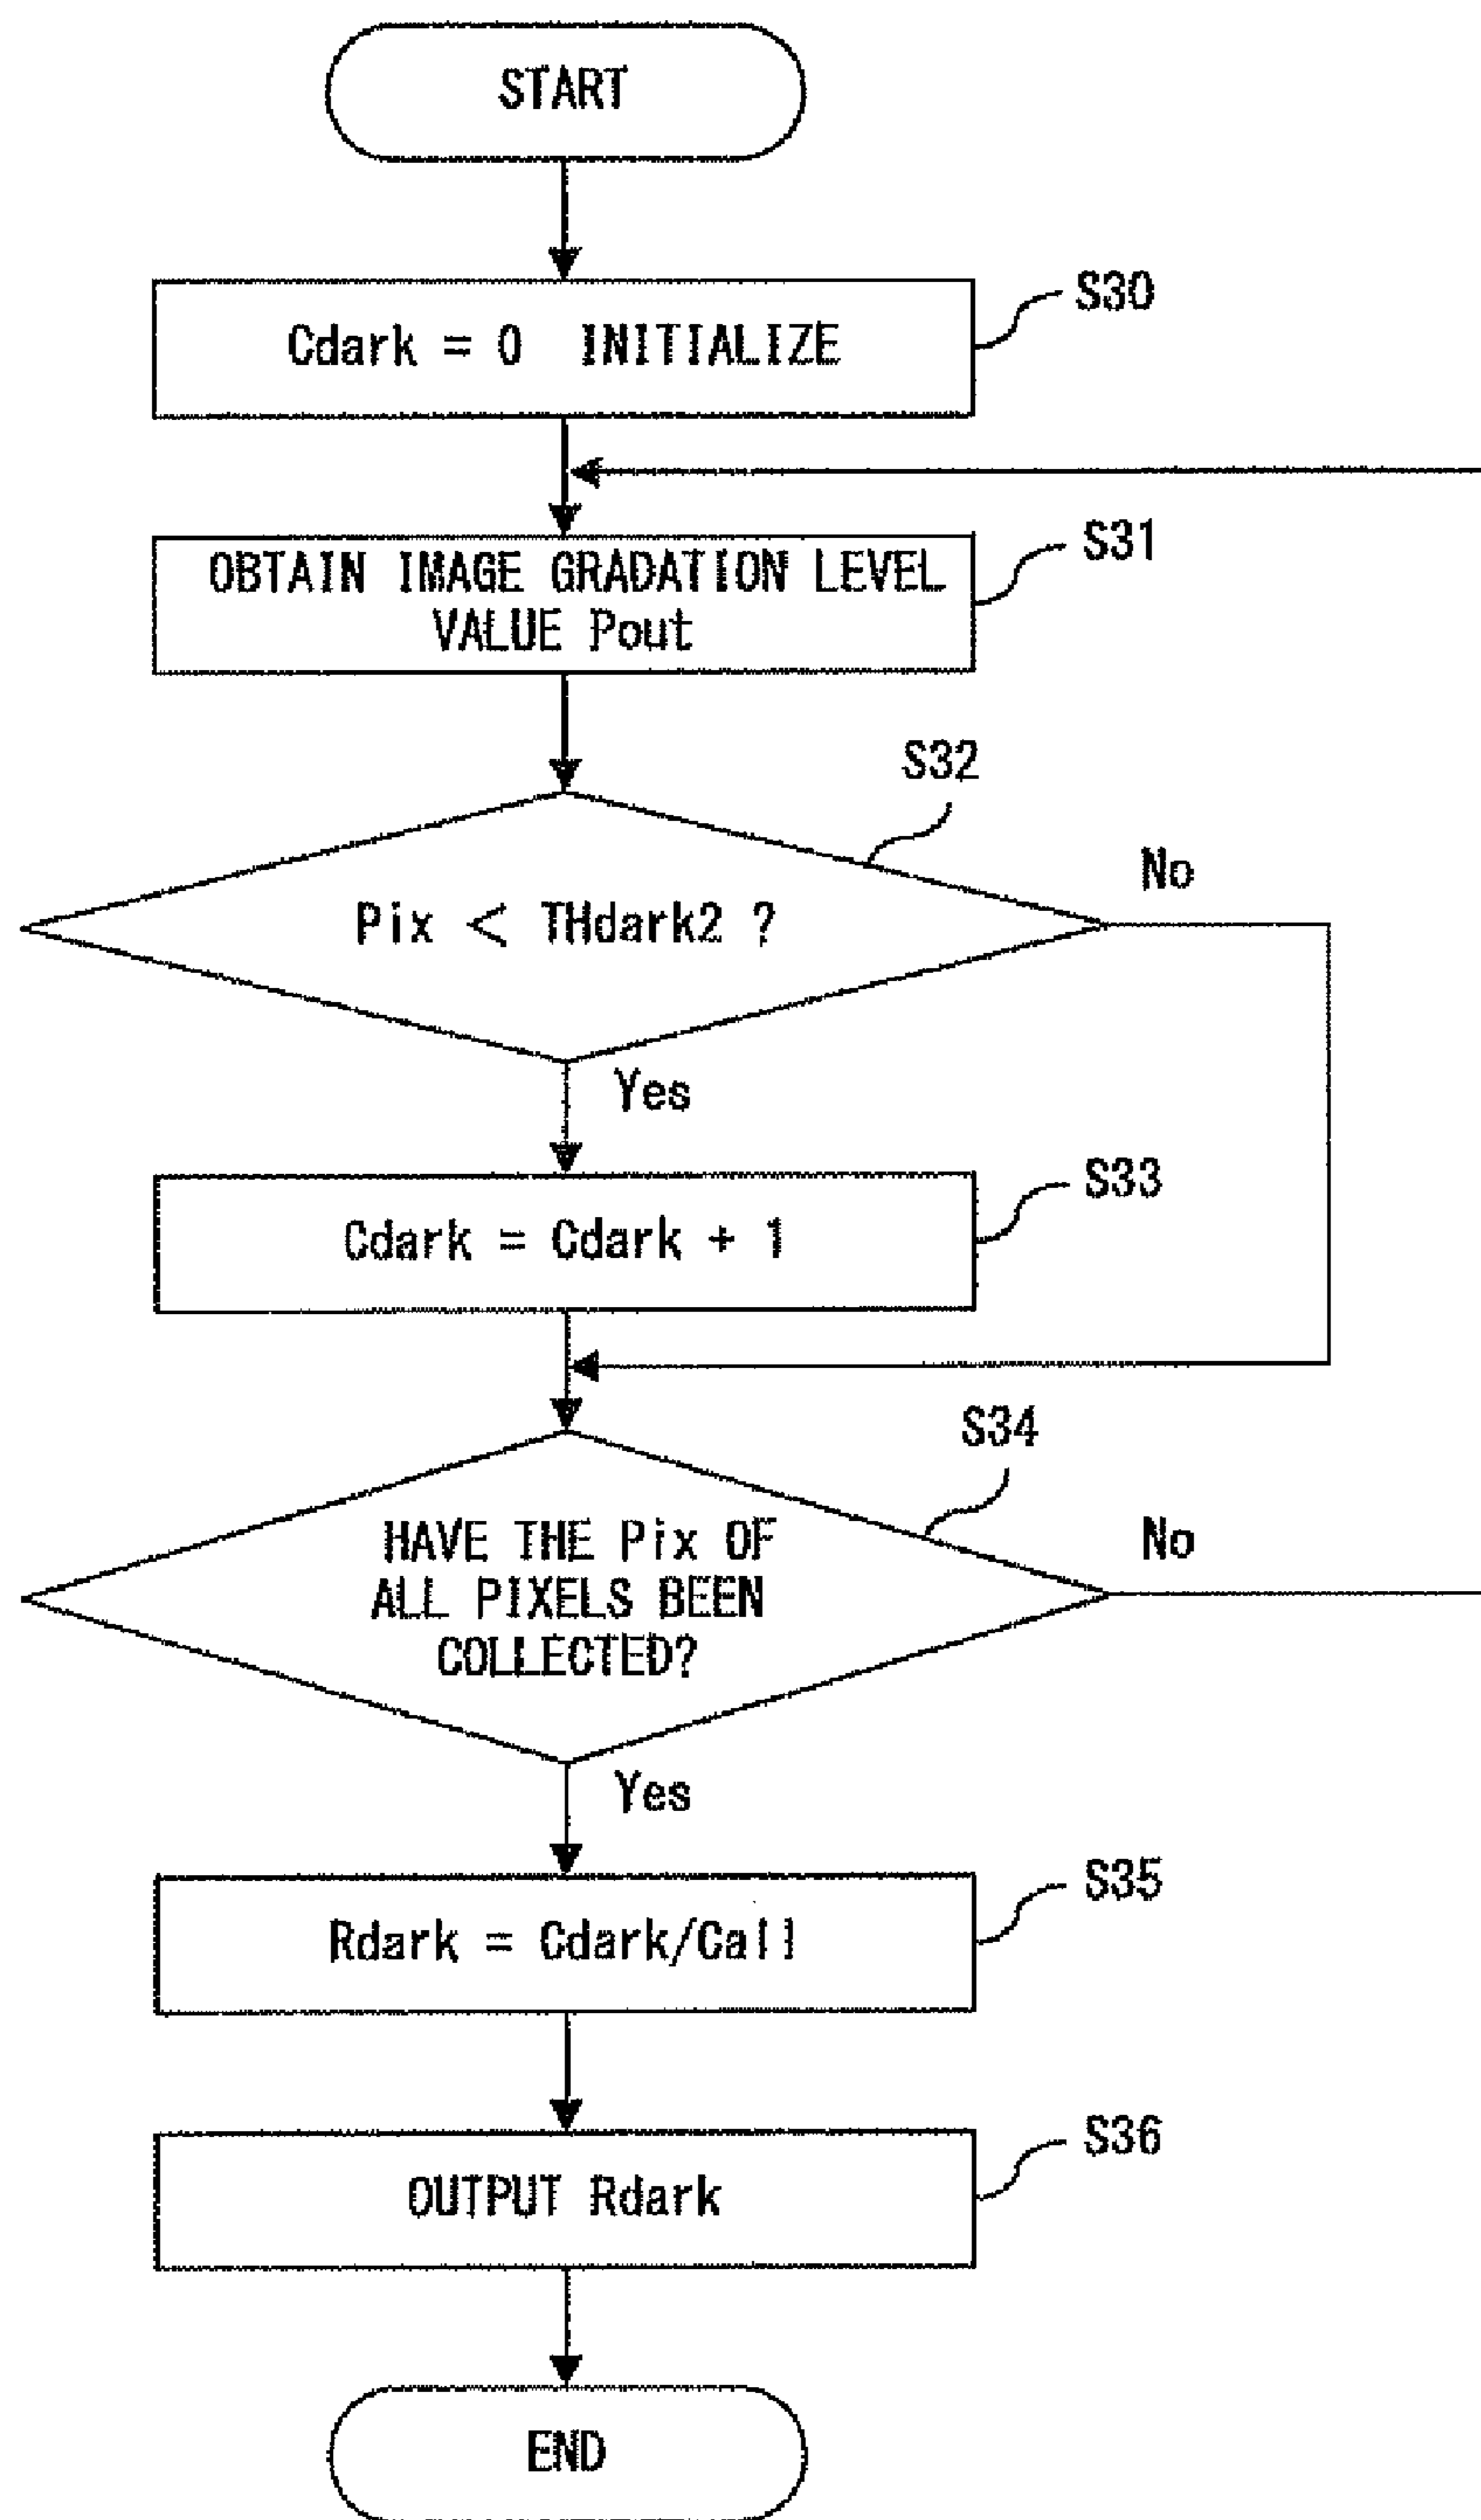 START
S30
Cdark = 0 INITIALIZE
S31
OBTAIN IMAGE GRADATION LEVEL
VALUE Pout
S32
No
Pix < THdark2 ?
Yes
S33
Cdark = Cdark + 1
S34
No
HAVE THE Pix OF
ALL PIXELS BEEN
COLLECTED?
Yes
S35
Rdark = Cdark/Call
S36
OUTPUT Rdark
END